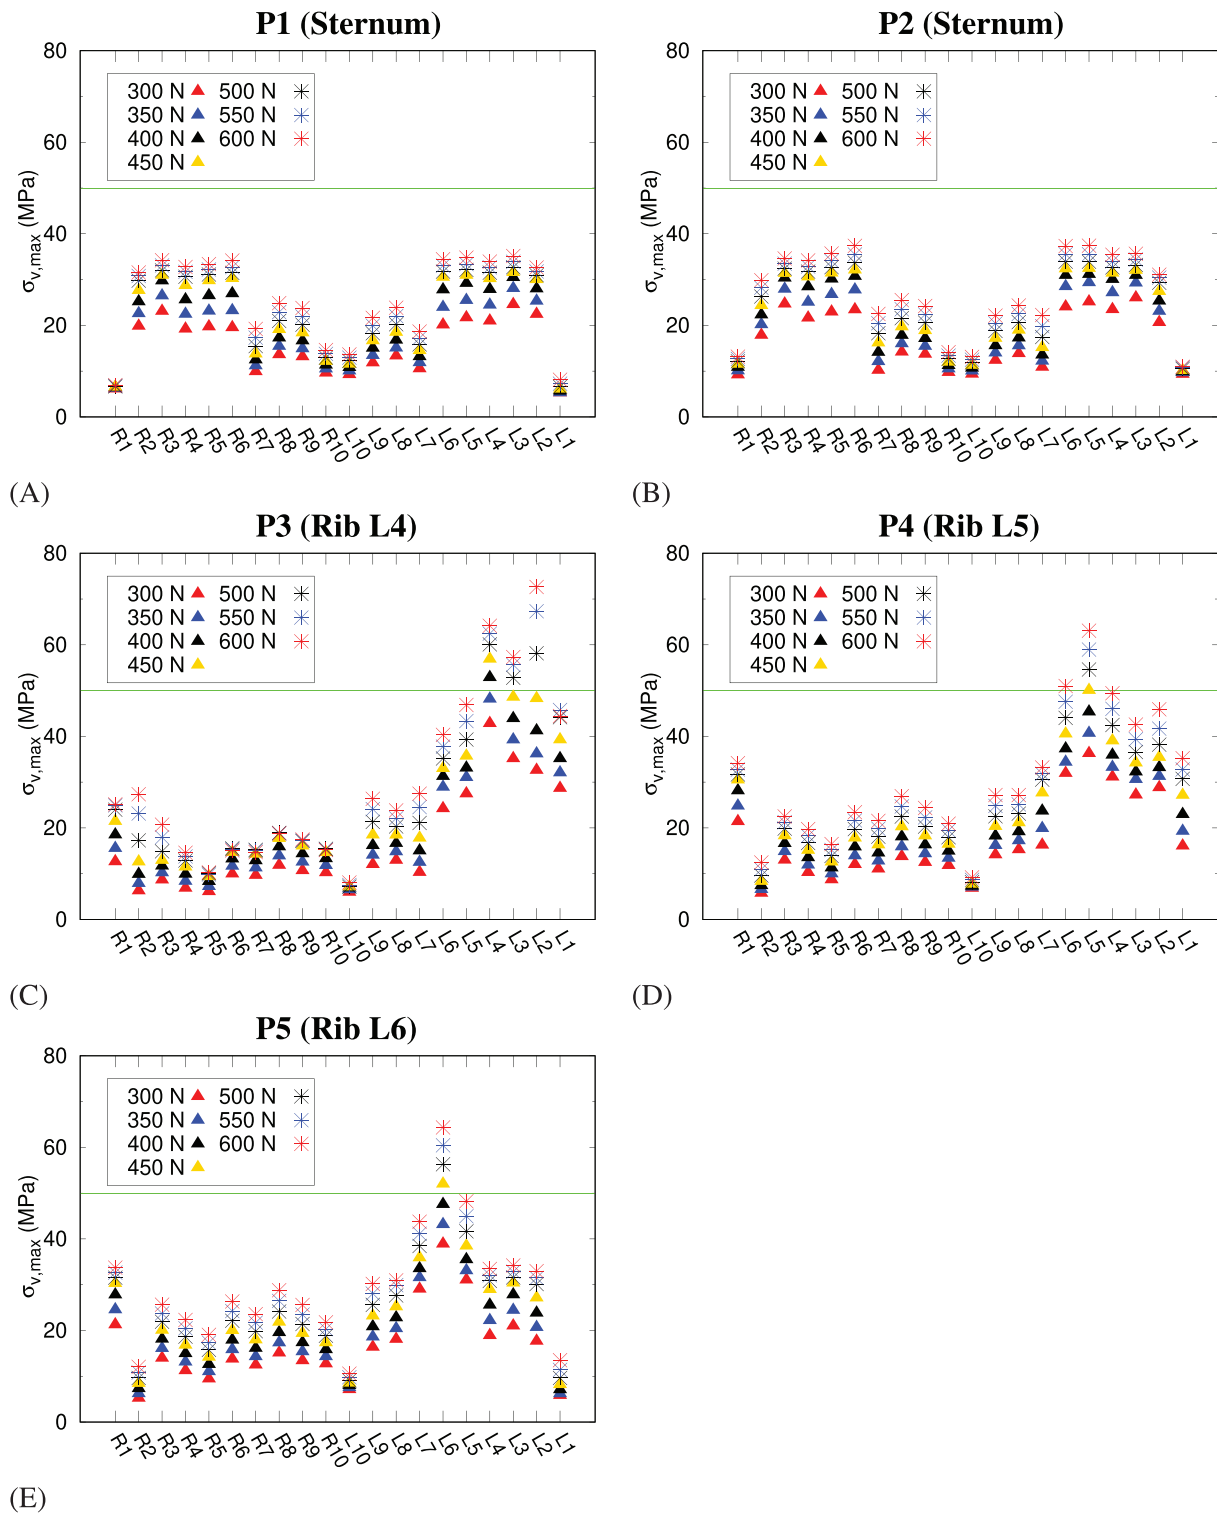 P1 (Sternum)
80
60
40
20
0
σv,max (MPa)
300 N 500 N
350 N 550 N
400 N 600 N
450 N
R1 R2 R3 R4 R5 R6 R7 R8 R9 R10 L10 L9 L8 L7 L6 L5 L4 L3 L2 L1
(A)
P2 (Sternum)
80
60
40
20
0
σv,max (MPa)
300 N 500 N
350 N 550 N
400 N 600 N
450 N
R1 R2 R3 R4 R5 R6 R7 R8 R9 R10 L10 L9 L8 L7 L6 L5 L4 L3 L2 L1
(B)
P3 (Rib L4)
80
60
40
20
0
σv,max (MPa)
300 N 500 N
350 N 550 N
400 N 600 N
450 N
R1 R2 R3 R4 R5 R6 R7 R8 R9 R10 L10 L9 L8 L7 L6 L5 L4 L3 L2 L1
(C)
P4 (Rib L5)
80
60
40
20
0
σv,max (MPa)
300 N 500 N
350 N 550 N
400 N 600 N
450 N
R1 R2 R3 R4 R5 R6 R7 R8 R9 R10 L10 L9 L8 L7 L6 L5 L4 L3 L2 L1
(D)
P5 (Rib L6)
80
60
40
20
0
σv,max (MPa)
300 N 500 N
350 N 550 N
400 N 600 N
450 N
R1 R2 R3 R4 R5 R6 R7 R8 R9 R10 L10 L9 L8 L7 L6 L5 L4 L3 L2 L1
(E)